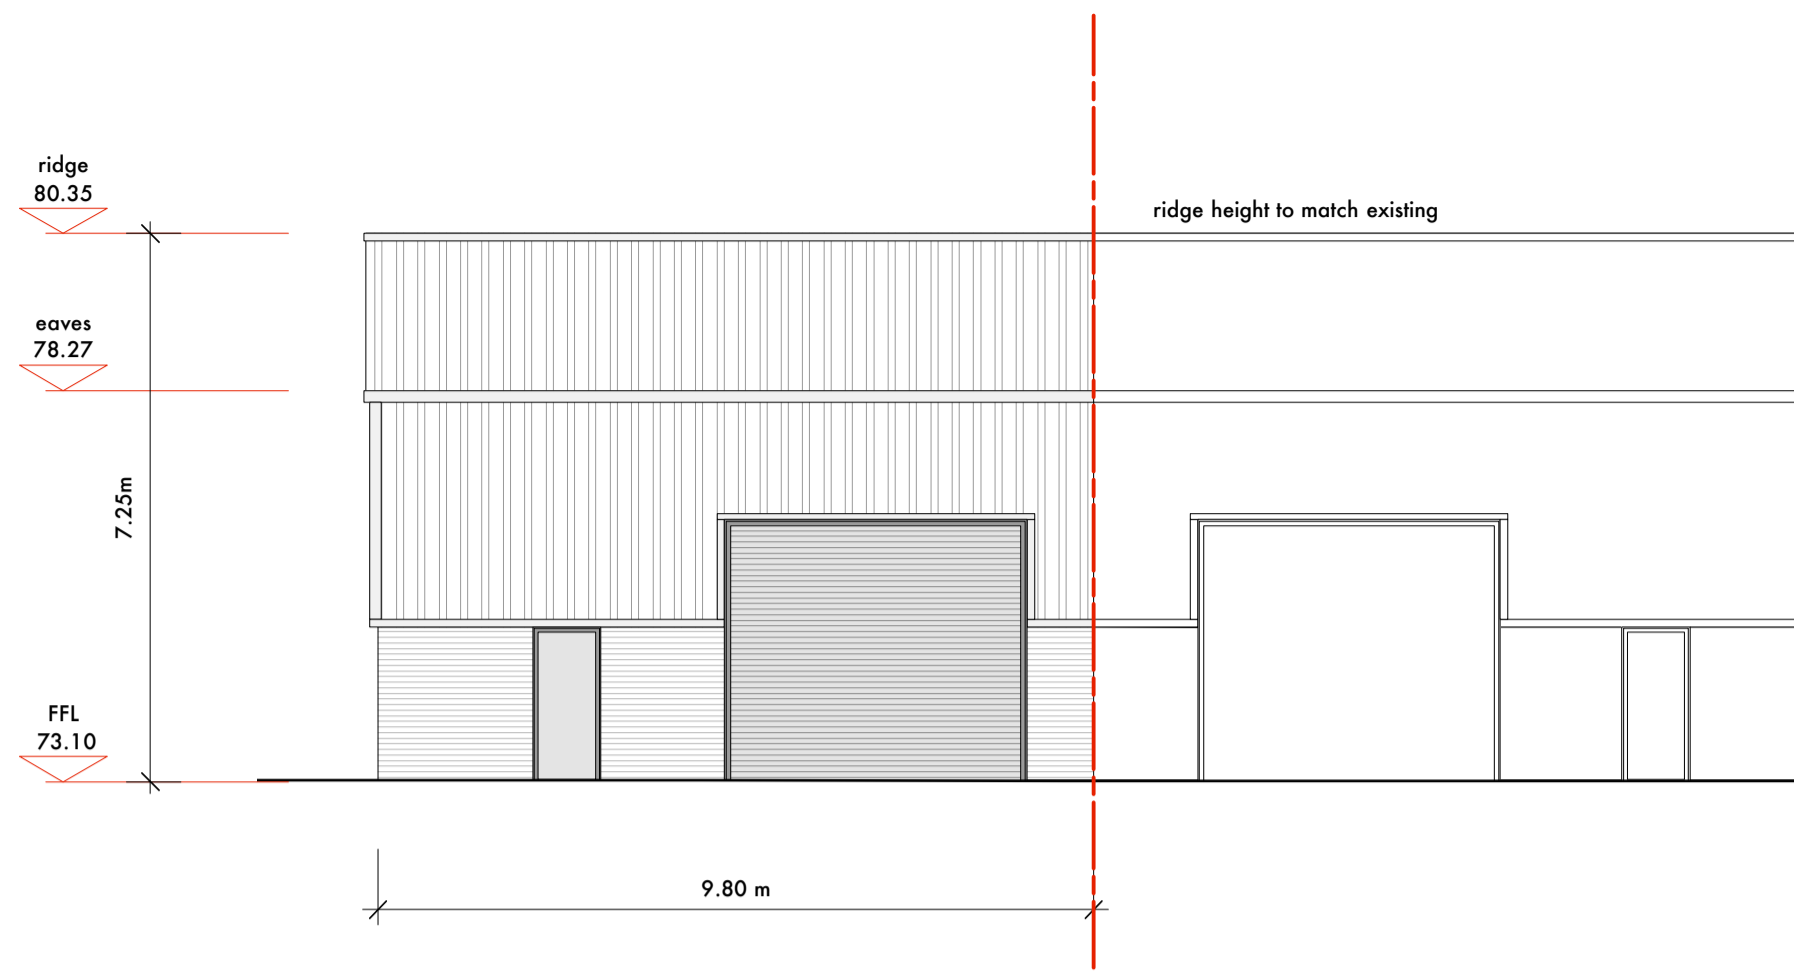 ridge
80.35
ridge height to match existing
eaves
78.27
7.25m
FFL
73.10
9.80 m